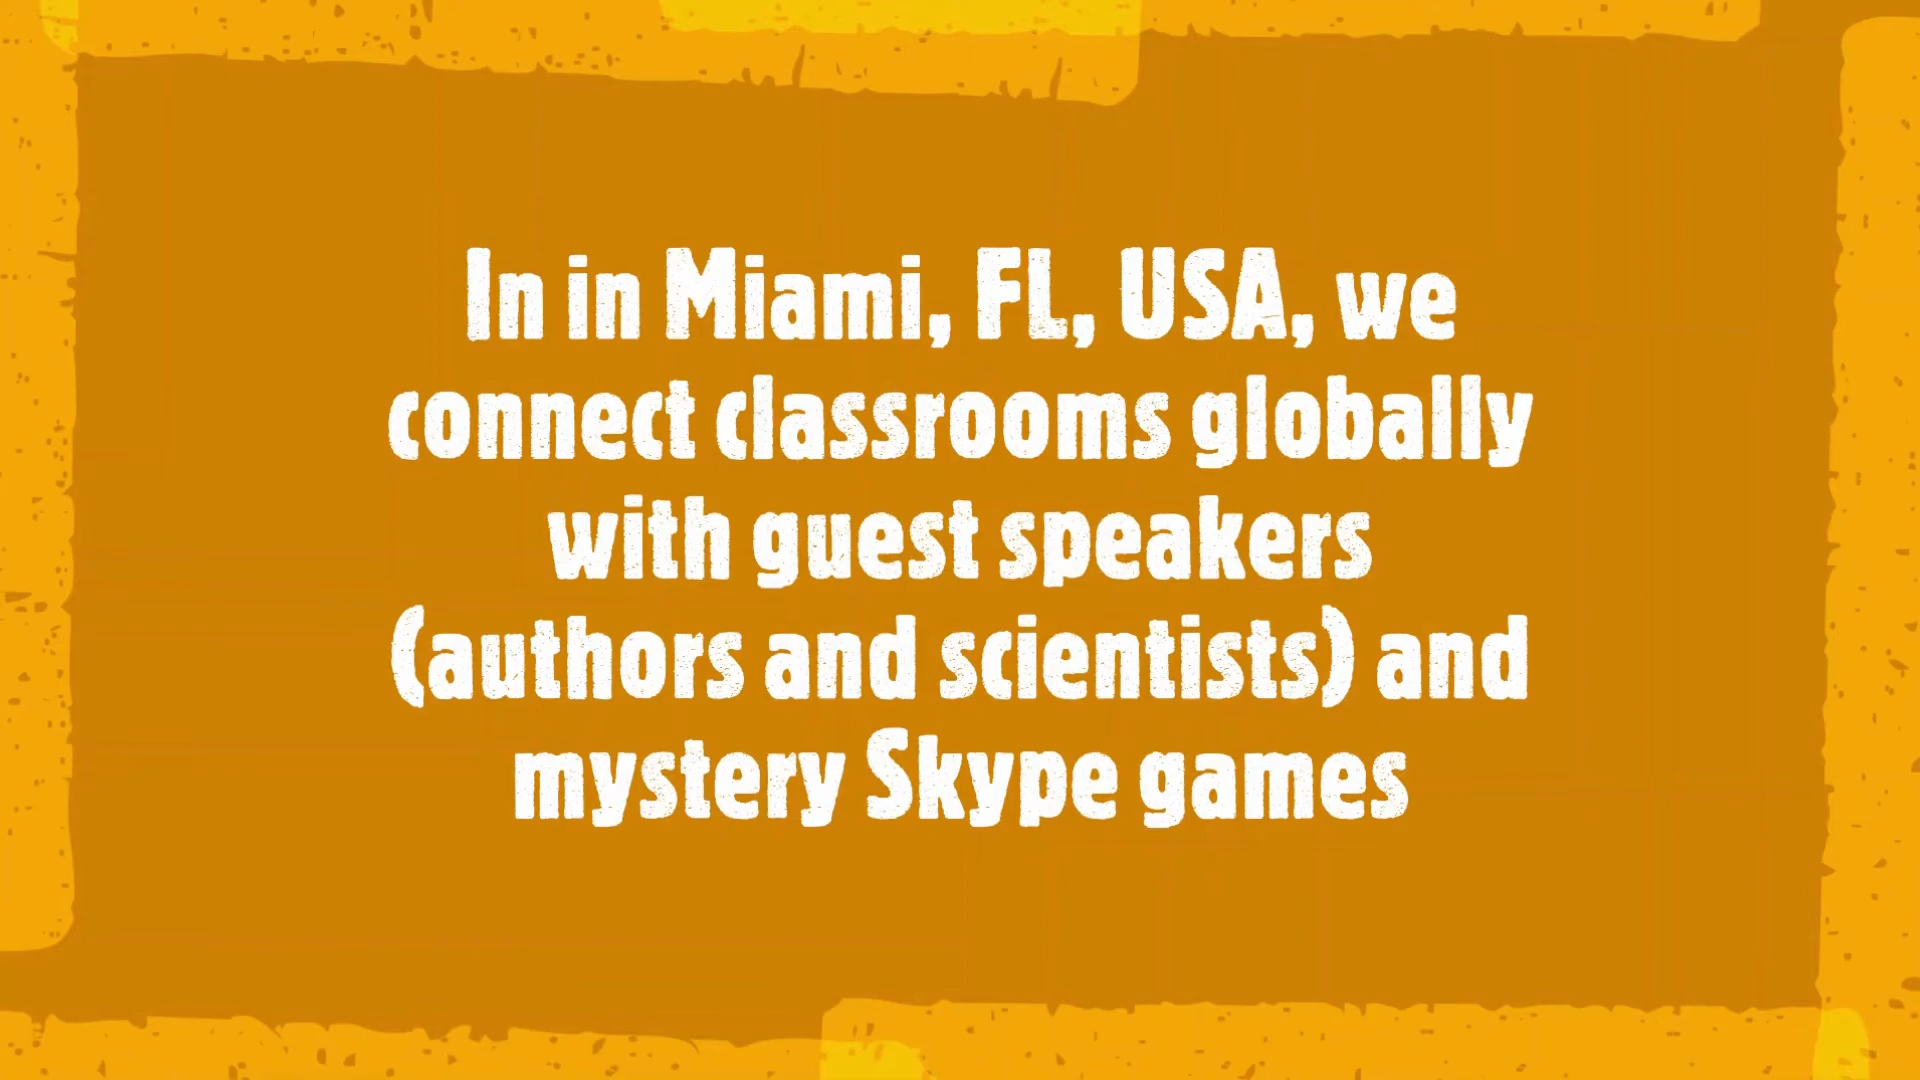 In in Miami, FL, USA, we
connect classrooms globally
with guest speakers
(authors and scientists) and
mystery Skype games